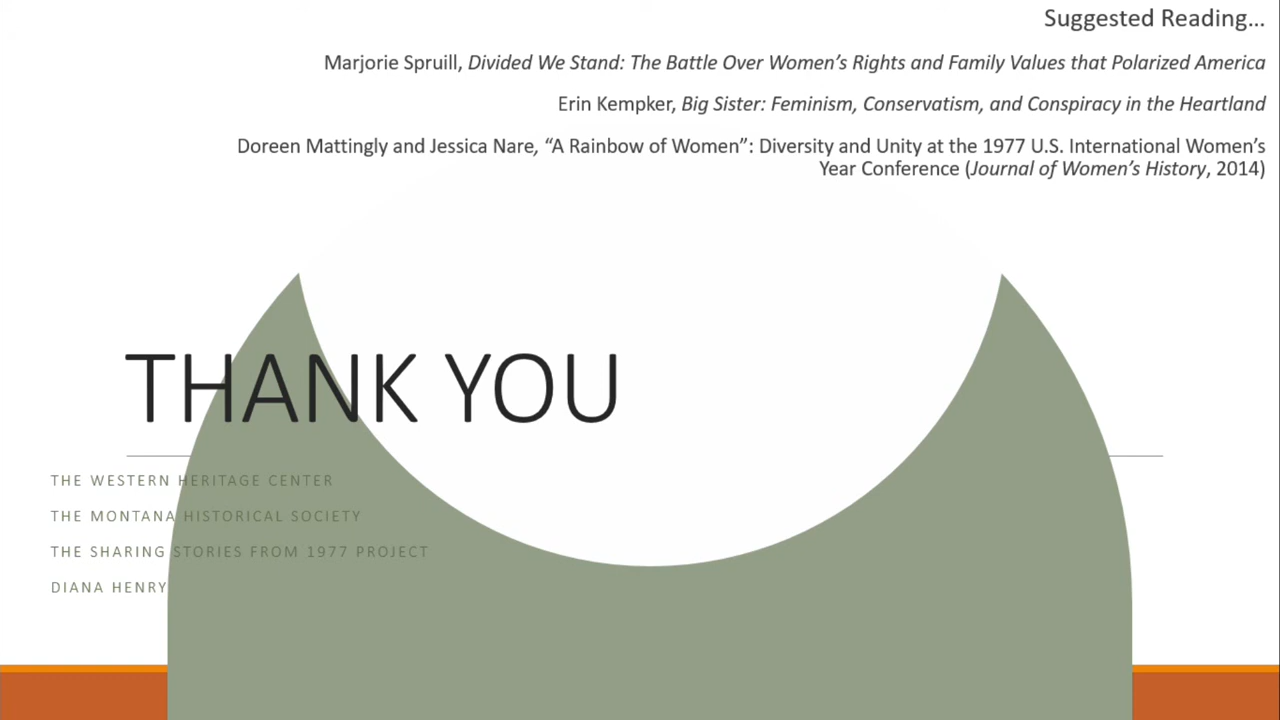 Suggested Reading...
Marjorie Spruill, Divided We Stand: The Battle Over Women's Rights and Family Values that Polarized America
Erin Kempker, Big Sister: Feminism, Conservatism, and Conspiracy in the Heartland
Doreen Mattingly and Jessica Nare, “A Rainbow of Women”: Diversity and Unity at the 1977 U.S. International Women’s
Year Conference (Journal of Women’s History, 2014)
THANK YOU
THE WESTERN HERITAGE CENTER
THE MONTANA HISTORICAL SOCIETY
THE SHARING STORIES FROM 1977 PROJECT
DIANA HENRY